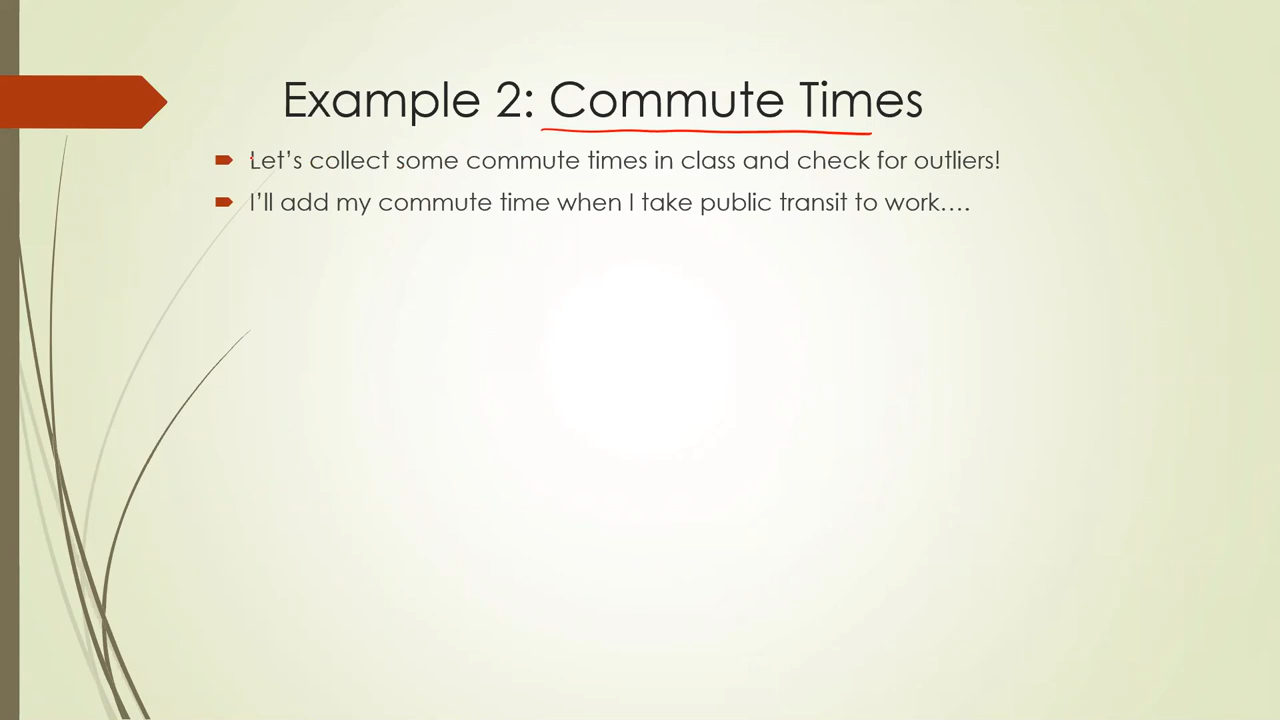 Example 2: Commute Times
Let's collect some commute times in class and check for outliers!
I'll add my commute time when I take public transit to work....